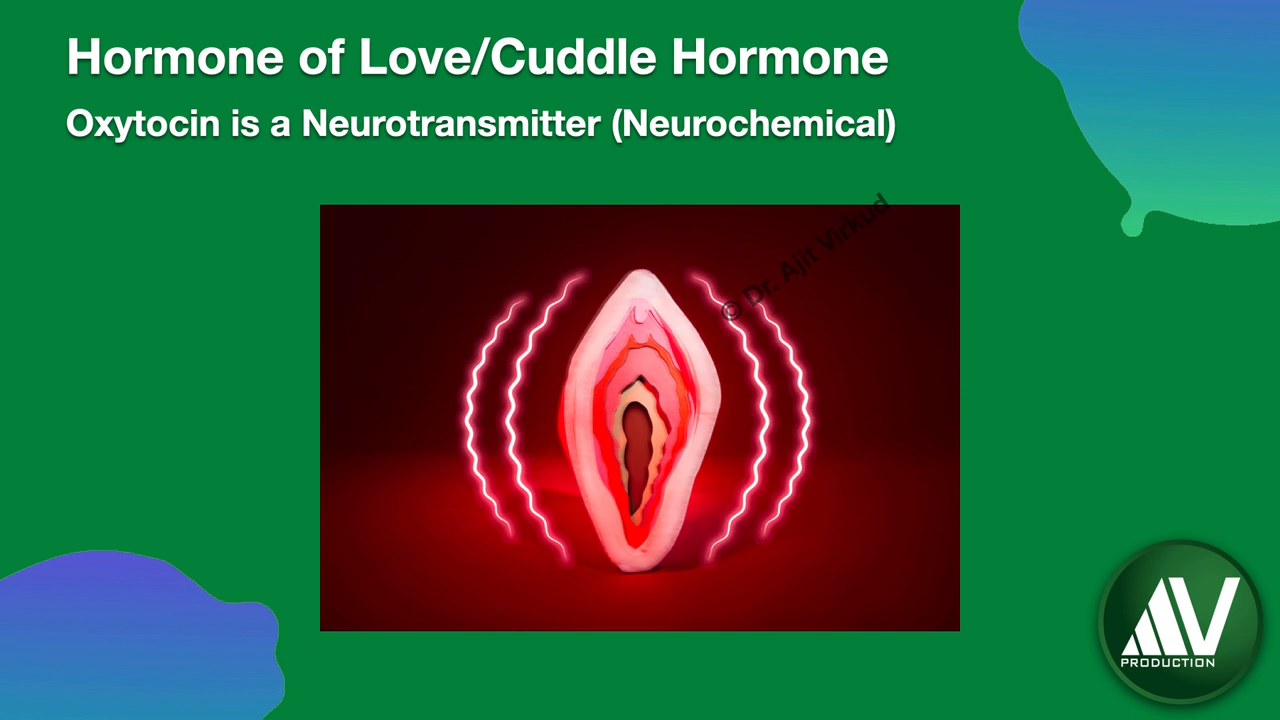 Hormone of Love/Cuddle Hormone
Oxytocin is a Neurotransmitter (Neurochemical)
© Dr. Ajit Virkud
AV
PRODUCTION